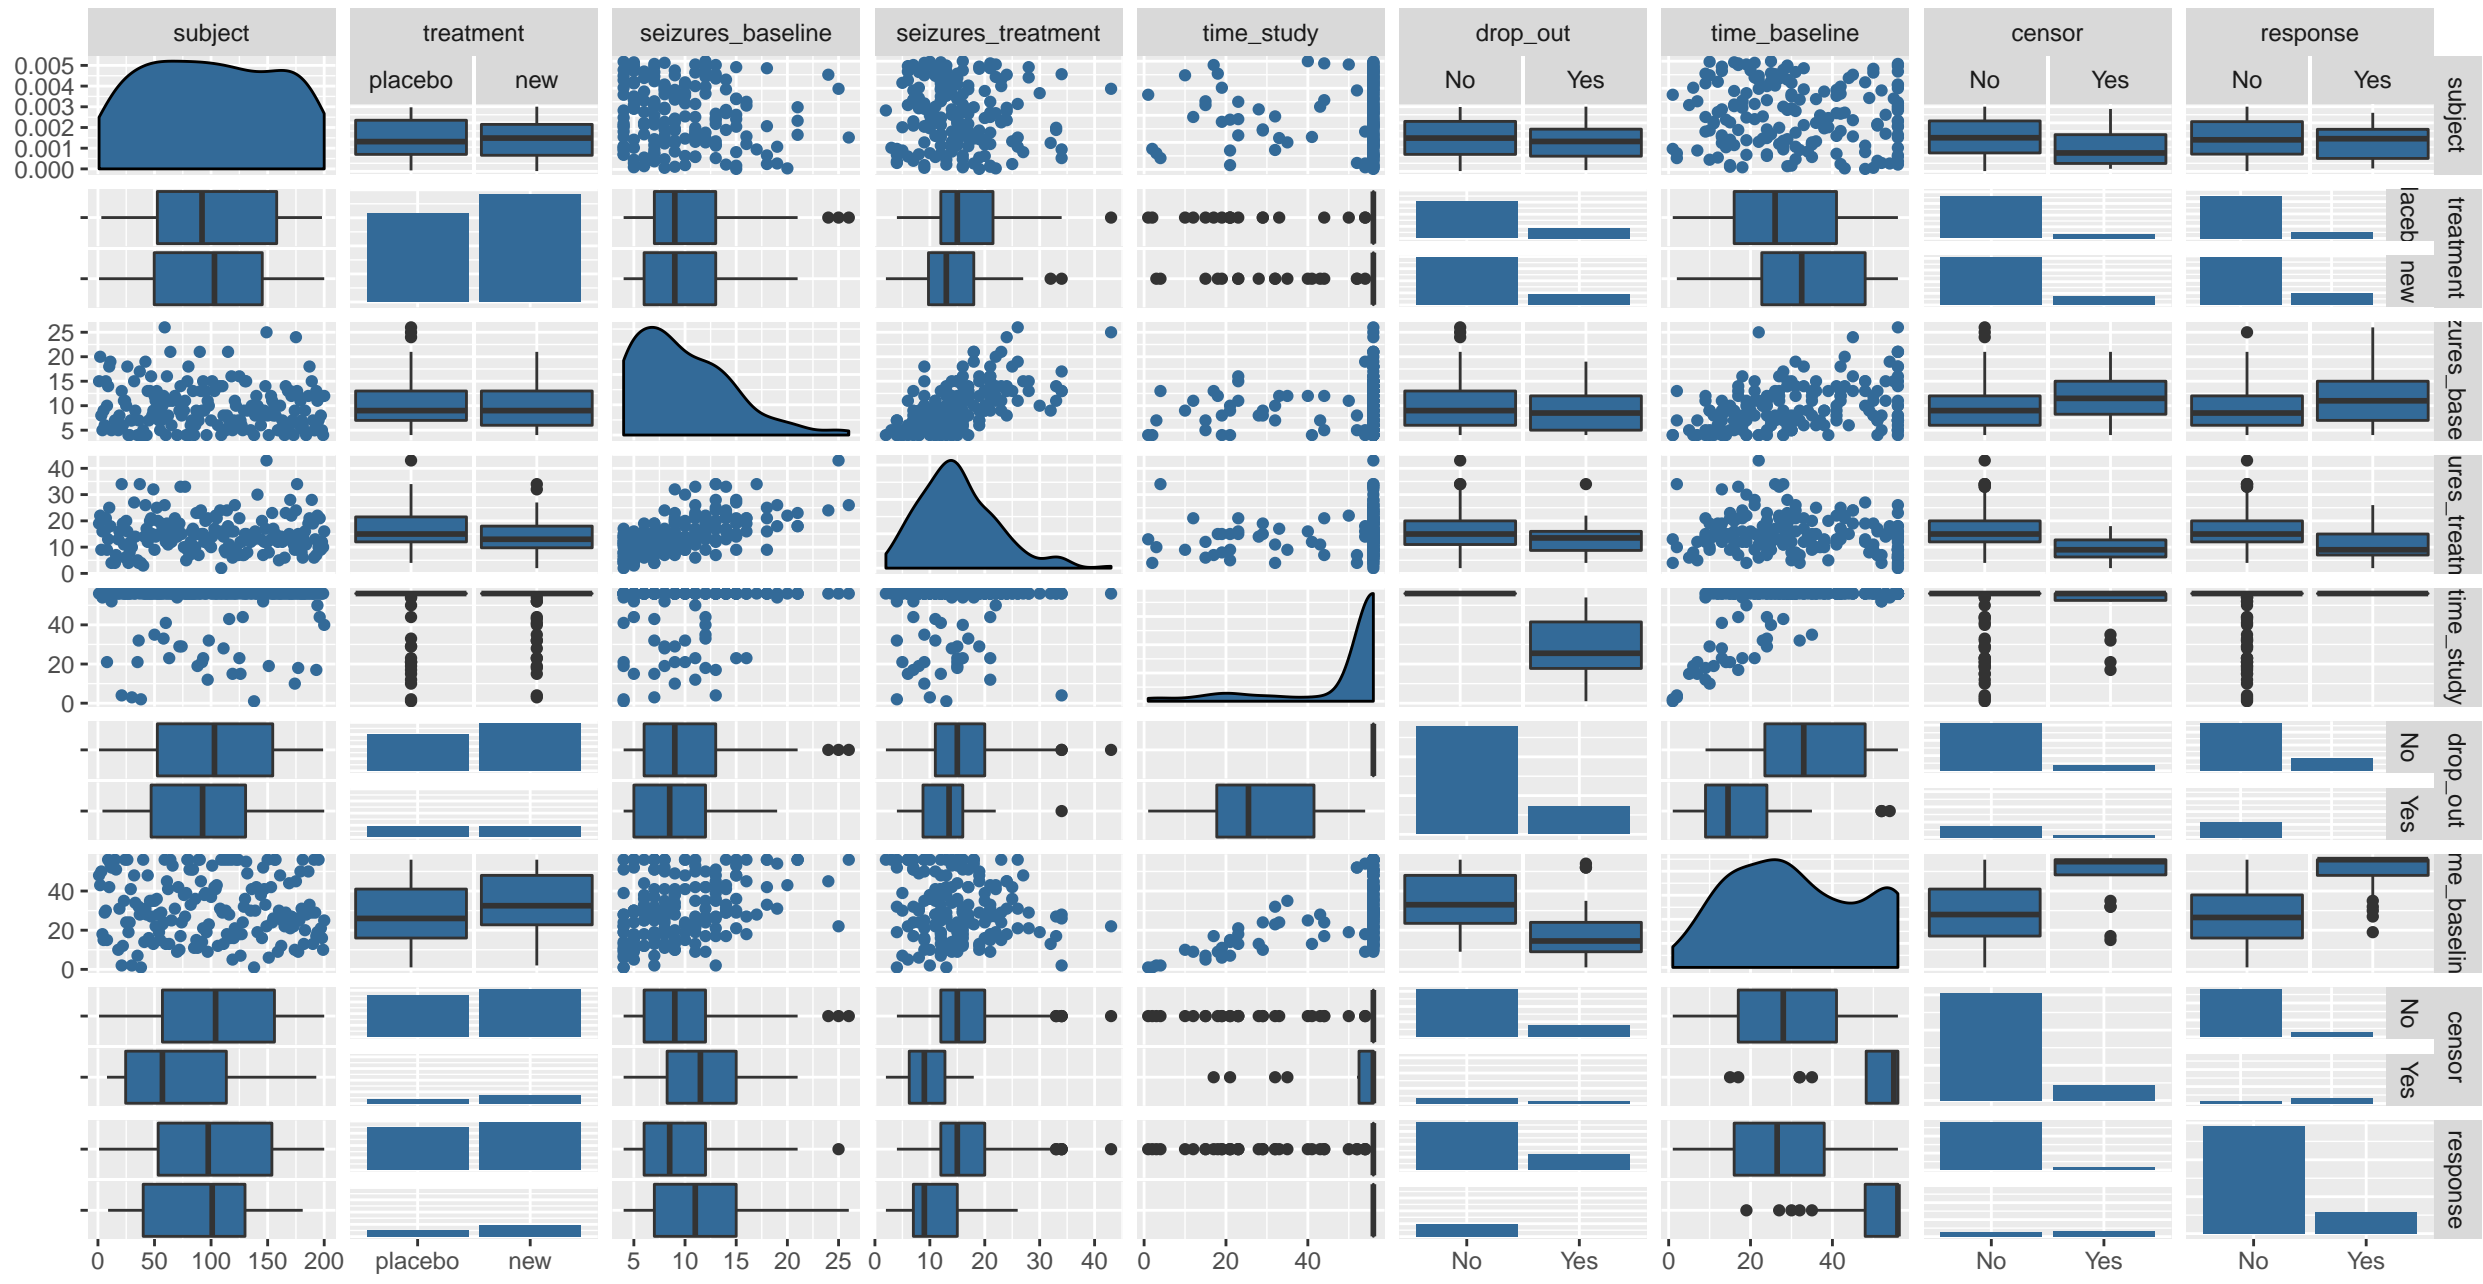 subject treatment seizures_baseline seizures_treatment time_study drop_out time_baseline censor response
placebo new No Yes No Yes No Yes
0.005
0.004
0.003
0.002
0.001
0.000
subject
laceb
new
treatment
25
20
15
10
5
zures_base
40
30
20
10
0
ures_treatn
40
20
0
time_study
No
Yes
drop_out
40
20
0
me_baselin
No
Yes
censor
response
0 50 100 150 200 placebo new 5 10 15 20 25 0 10 20 30 40 0 20 40 No Yes 0 20 40 No Yes No Yes